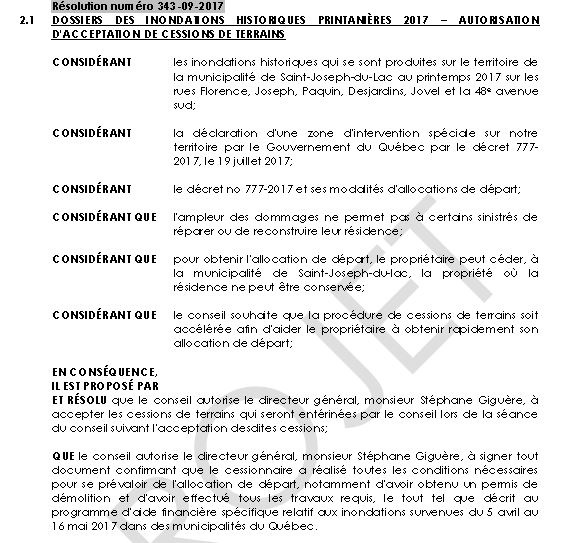 Résolution numéro 343-09-2017
2.1 DOSSIERS DES INONDATIONS HISTORIQUES PRINTANIÈRES 2017 – AUTORISATION
D'ACCEPTATION DE CESSIONS DE TERRAINS
CONSIDÉRANT les inondations historiques qui se sont produites sur le territoire de
la municipalité de Saint-Joseph-du-Lac au printemps 2017 sur les
rues Florence, Joseph, Paquin, Desjardins, Jovel et la 48e avenue
sud;
CONSIDÉRANT la déclaration d'une zone d'intervention spéciale sur notre
territoire par le Gouvernement du Québec par le décret 777-
2017, le 19 juillet 2017;
CONSIDÉRANT le décret no 777-2017 et ses modalités d'allocations de départ;
CONSIDÉRANT QUE l'ampleur des dommages ne permet pas à certains sinistrés de
réparer ou de reconstruire leur résidence;
CONSIDÉRANT QUE pour obtenir l'allocation de départ, le propriétaire peut céder, à
la municipalité de Saint-Joseph-du-lac, la propriété où la
résidence ne peut être conservée;
CONSIDÉRANT QUE le conseil souhaite que la procédure de cessions de terrains soit
accélérée afin d'aider le propriétaire à obtenir rapidement son
allocation de départ;
EN CONSÉQUENCE,
IL EST PROPOSÉ PAR
ET RÉSOLU que le conseil autorise le directeur général, monsieur Stéphane Giguère, à
accepter les cessions de terrains qui seront entérinées par le conseil lors de la séance
du conseil suivant l'acceptation desdites cessions;
QUE le conseil autorise le directeur général, monsieur Stéphane Giguère, à signer tout
document confirmant que le cessionnaire a réalisé toutes les conditions nécessaires
pour se prévaloir de l'allocation de départ, notamment d'avoir obtenu un permis de
démolition et d'avoir effectué tous les travaux requis, le tout tel que décrit au
programme d'aide financière spécifique relatif aux inondations survenues du 5 avril au
16 mai 2017 dans des municipalités du Québec.
ROJET